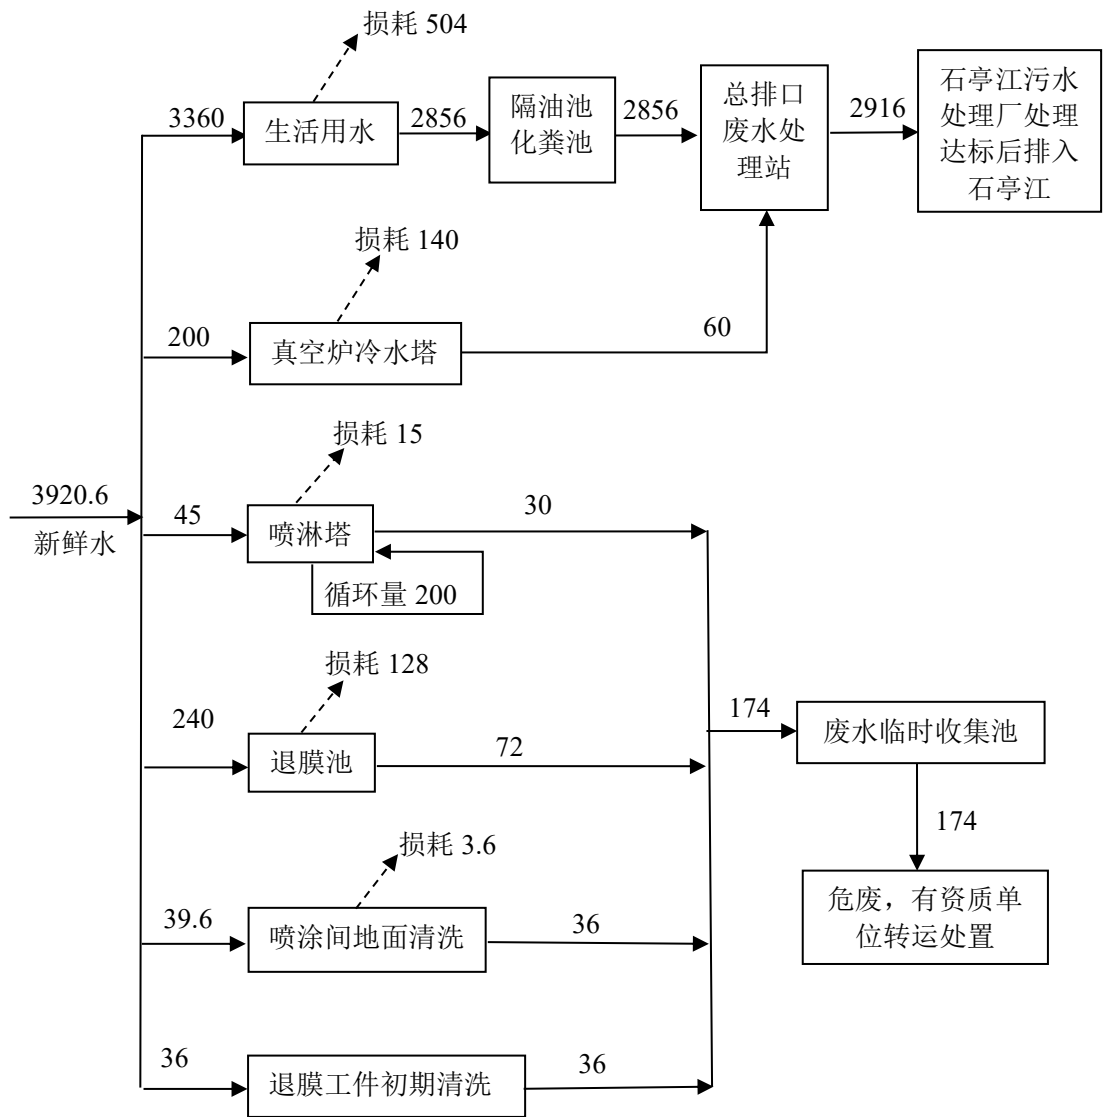 损耗 504
3360
生活用水
2856
隔油池
化粪池
2856
总排口
废水处
理站
2916
石亭江污水
处理厂处理
达标后排入
石亭江
损耗 140
200
真空炉冷水塔
60
损耗 15
3920.6
新鲜水
45
喷淋塔
30
循环量 200
损耗 128
240
退膜池
72
174
废水临时收集池
174
损耗 3.6
39.6
喷涂间地面清洗
36
危废，有资质单
位转运处置
36
退膜工件初期清洗
36